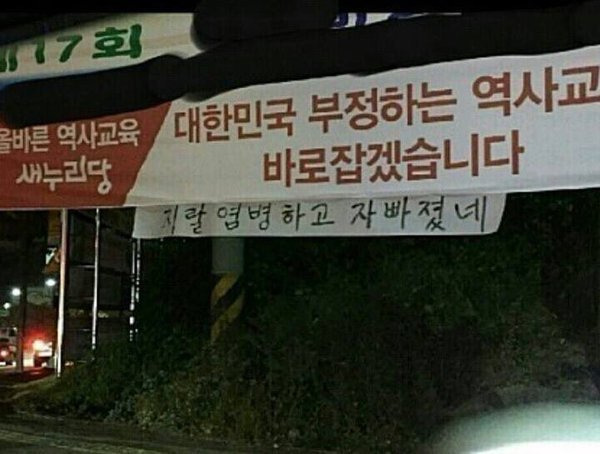 제17회
올바른 역사교육
새누리당
대한민국 부정하는 역사교
바로잡겠습니다
지랄 엽병하고 자빠졌네